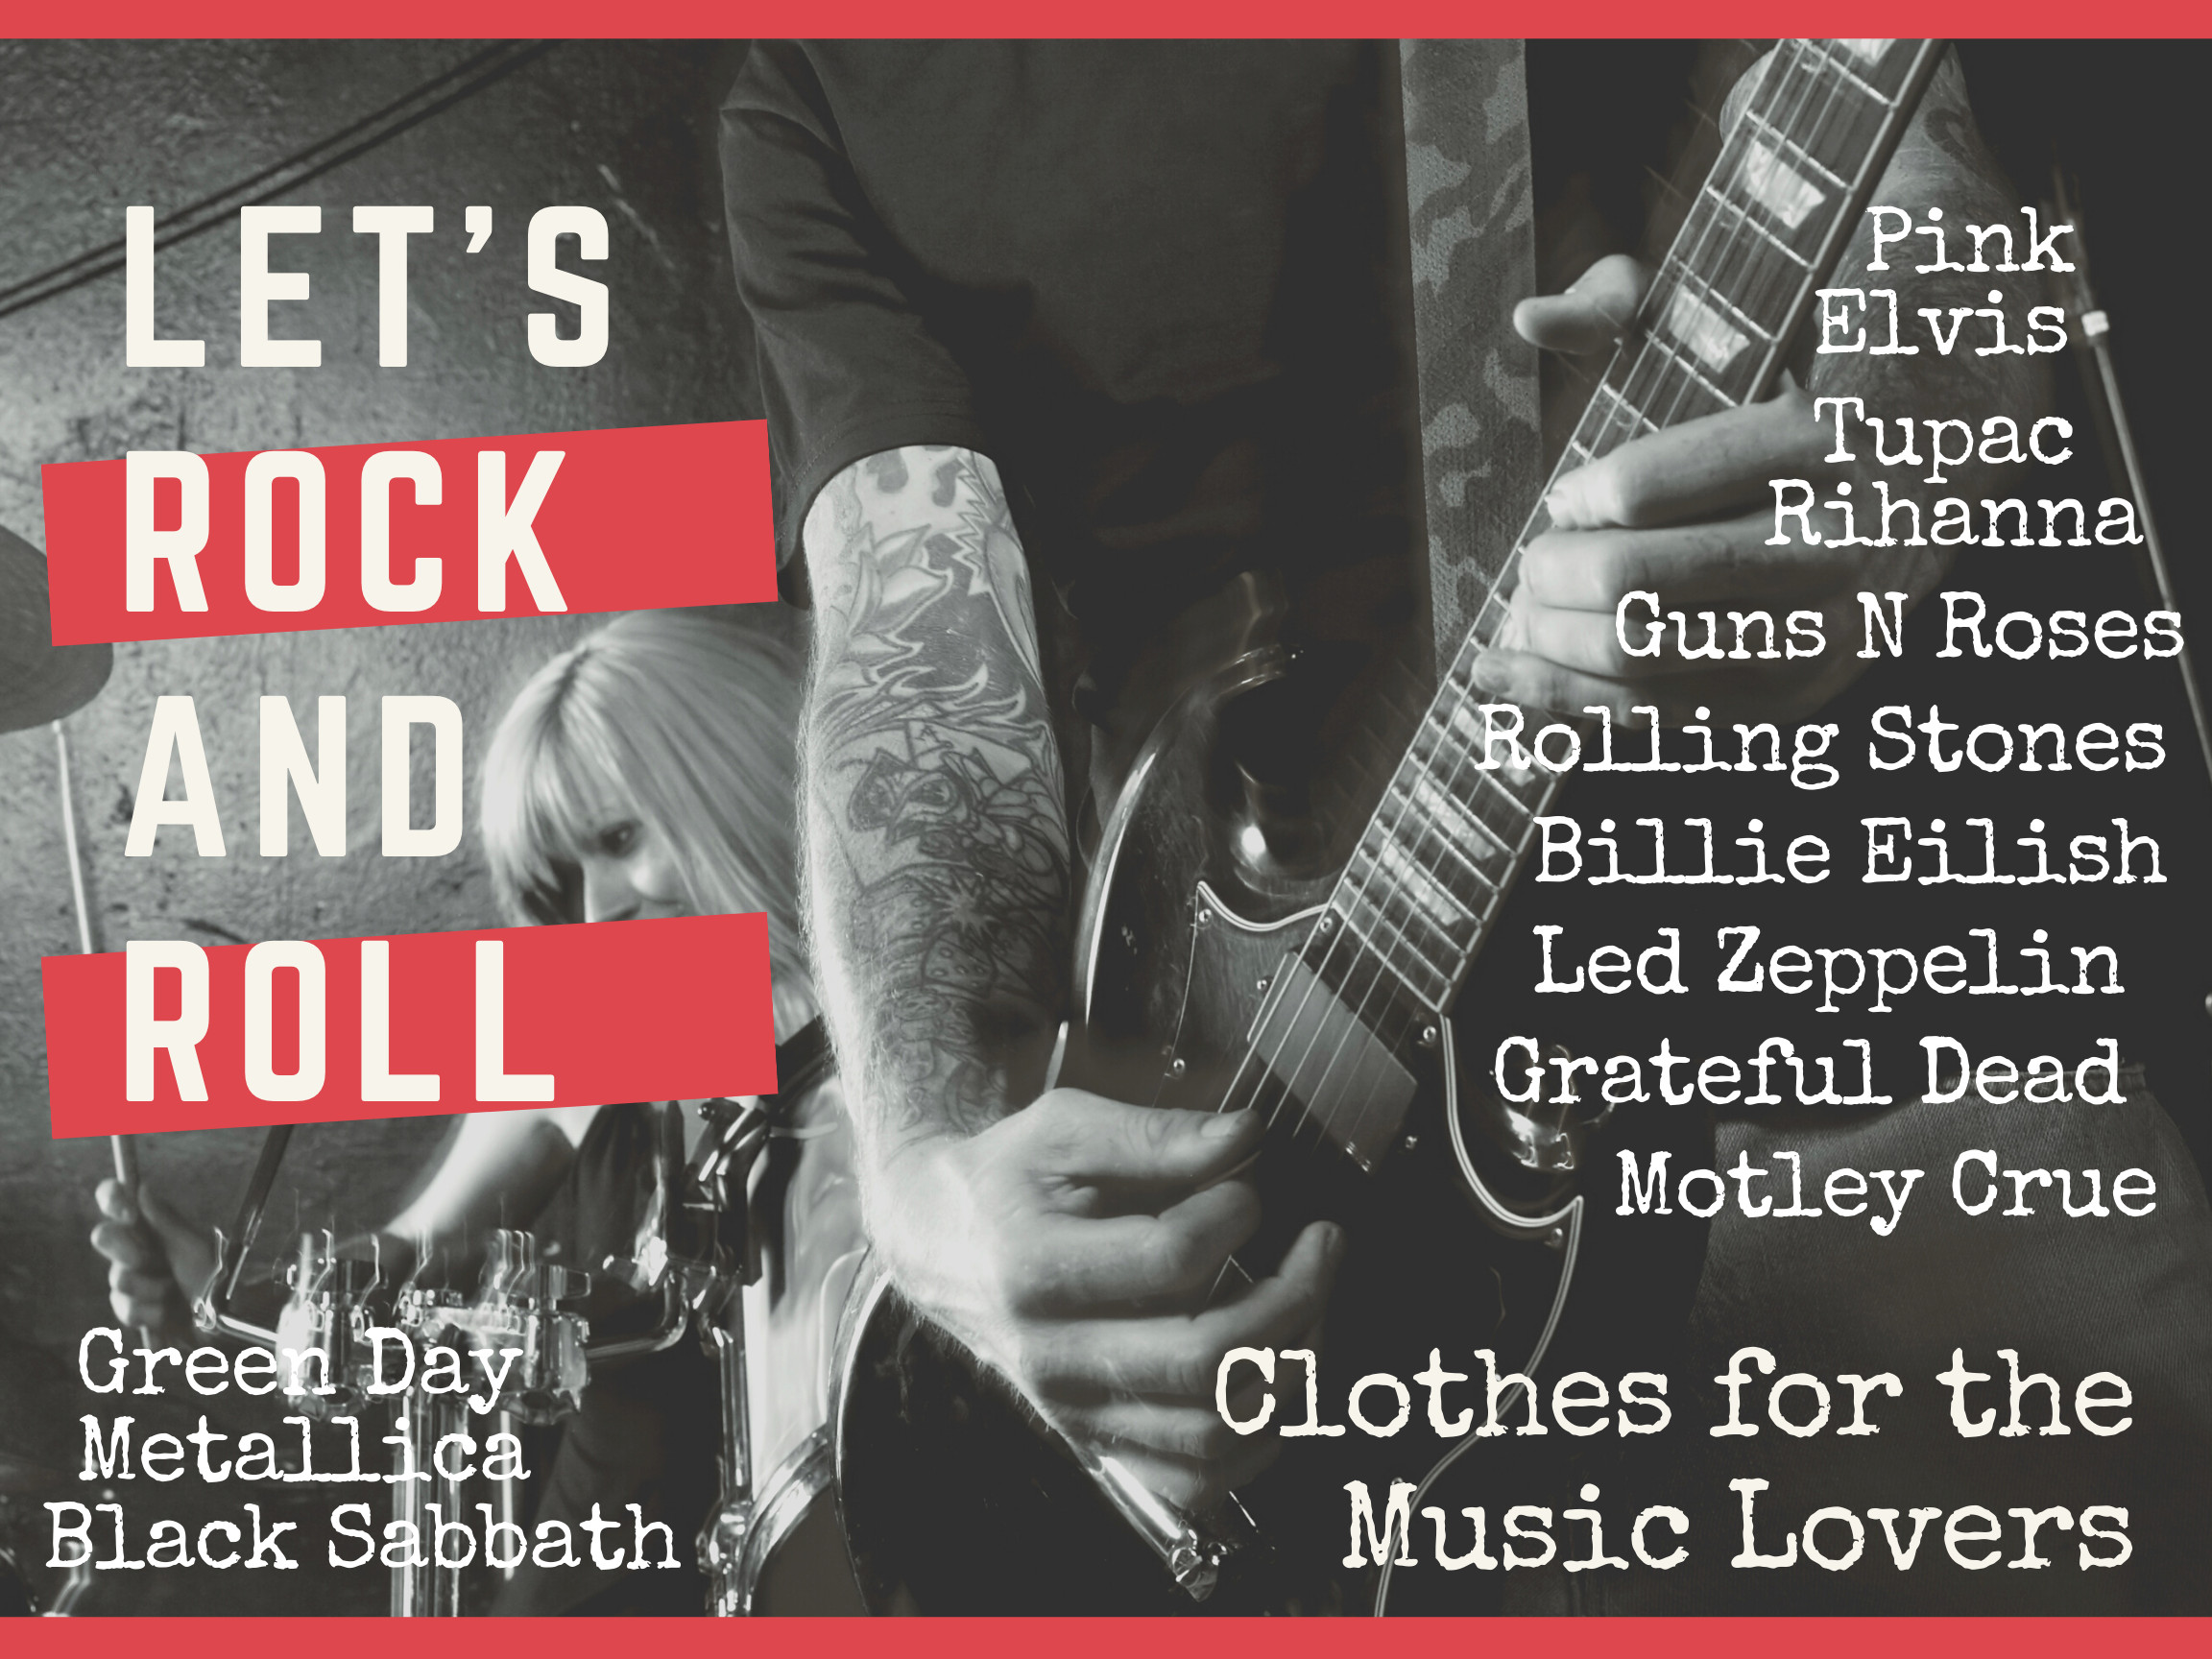 LET'S
ROCK
AND
ROLL
Pink
Elvis
Tupac
Rihanna
Guns N Roses
Rolling Stones
Billie Eilish
Led Zeppelin
Grateful Dead
Motley Crue
Green Day
Metallica
Black Sabbath
Clothes for the
Music Lovers